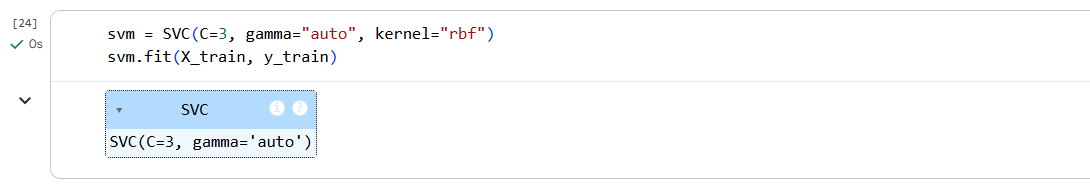 [24]
0s
svm = SVC(C=3, gamma="auto", kernel="rbf")
svm.fit(X_train, y_train)
SVC
SVC(C=3, gamma='auto')